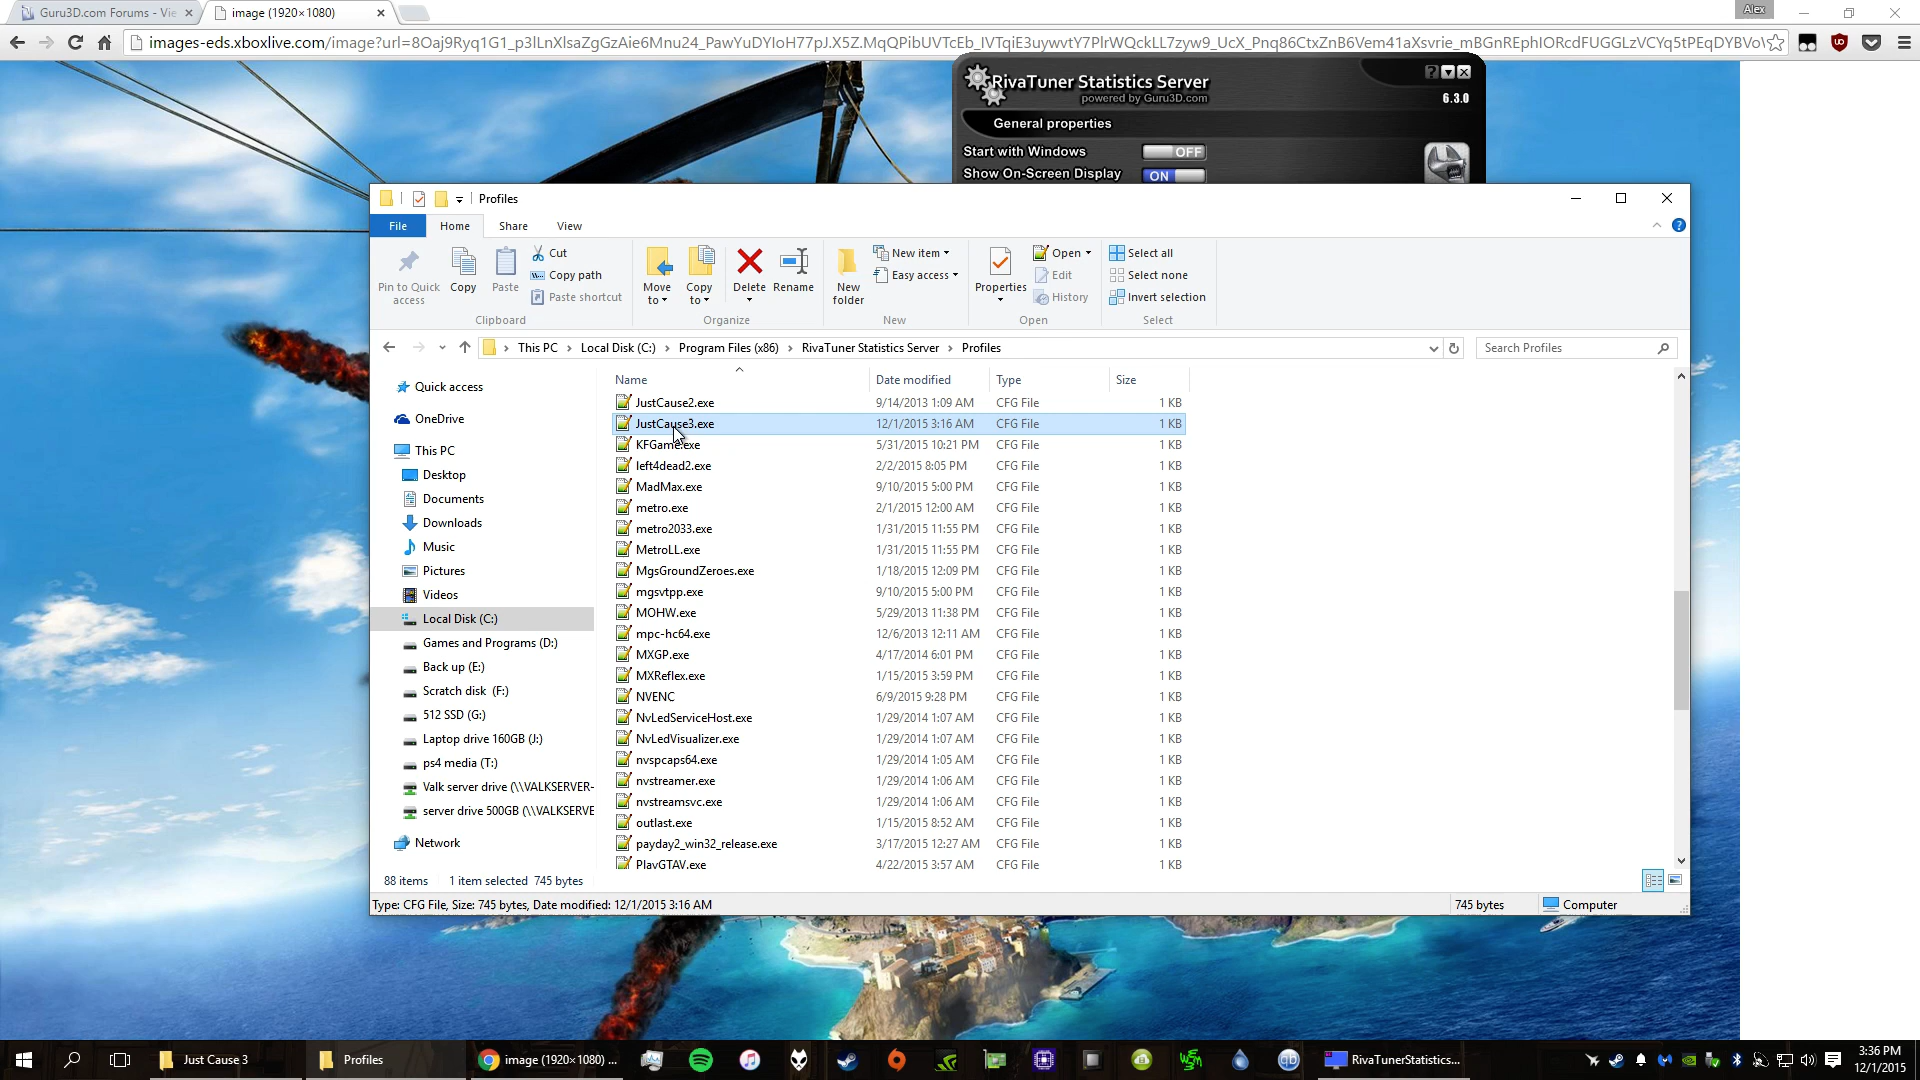 Guru3D.com Forums - Vie
image (1920×1080)
Alex
RivaTuner Statistics Server
powered by Guru3D.com
6.3.0
General properties
Start with Windows
OFF
Show On-Screen Display
ON
Profiles
File
Home
Share
View
Pin to Quick access
Copy
Paste
Cut
Copy path
Paste shortcut
Move to
Copy to
Delete
Rename
New folder
New item
Easy access
Properties
Open
Edit
History
Select all
Select none
Invert selection
Clipboard
Organize
New
Open
Select
This PC
Local Disk (C:)
Program Files (x86)
RivaTuner Statistics Server
Profiles
Search Profiles
Quick access
OneDrive
This PC
Desktop
Documents
Downloads
Music
Pictures
Videos
Local Disk (C:)
Games and Programs (D:)
Back up (E:)
Scratch disk (F:)
512 SSD (G:)
Laptop drive 160GB (J:)
ps4 media (T:)
Valk server drive (\\VALKSERVER-
server drive 500GB (\\VALKSERVE
Network
Name Date modified Type Size
JustCause2.exe 9/14/2013 1:09 AM CFG File 1 KB
JustCause3.exe 12/1/2015 3:16 AM CFG File 1 KB
KFGame.exe 5/31/2015 10:21 PM CFG File 1 KB
left4dead2.exe 2/2/2015 8:05 PM CFG File 1 KB
MadMax.exe 9/10/2015 5:00 PM CFG File 1 KB
metro.exe 2/1/2015 12:00 AM CFG File 1 KB
metro2033.exe 1/31/2015 11:55 PM CFG File 1 KB
MetroLL.exe 1/31/2015 11:55 PM CFG File 1 KB
MgsGroundZeroes.exe 1/18/2015 12:09 PM CFG File 1 KB
mgsvtpp.exe 9/10/2015 5:00 PM CFG File 1 KB
MOHW.exe 5/29/2013 11:38 PM CFG File 1 KB
mpc-hc64.exe 12/6/2013 12:11 AM CFG File 1 KB
MXGP.exe 4/17/2014 6:01 PM CFG File 1 KB
MXReflex.exe 1/15/2015 3:59 PM CFG File 1 KB
NVENC 6/9/2015 9:28 PM CFG File 1 KB
NvLedServiceHost.exe 1/29/2014 1:07 AM CFG File 1 KB
NvLedVisualizer.exe 1/29/2014 1:07 AM CFG File 1 KB
nvspcaps64.exe 1/29/2014 1:05 AM CFG File 1 KB
nvstreamer.exe 1/29/2014 1:06 AM CFG File 1 KB
nvstreamsvc.exe 1/29/2014 1:06 AM CFG File 1 KB
outlast.exe 1/15/2015 8:52 AM CFG File 1 KB
payday2_win32_release.exe 3/17/2015 12:27 AM CFG File 1 KB
PlayGTAV.exe 4/22/2015 3:57 AM CFG File 1 KB
88 items 1 item selected 745 bytes
Type: CFG File, Size: 745 bytes, Date modified: 12/1/2015 3:16 AM
745 bytes
Computer
Just Cause 3
Profiles
image (1920×1080) ...
RivaTunerStatistics...
3:36 PM
12/1/2015